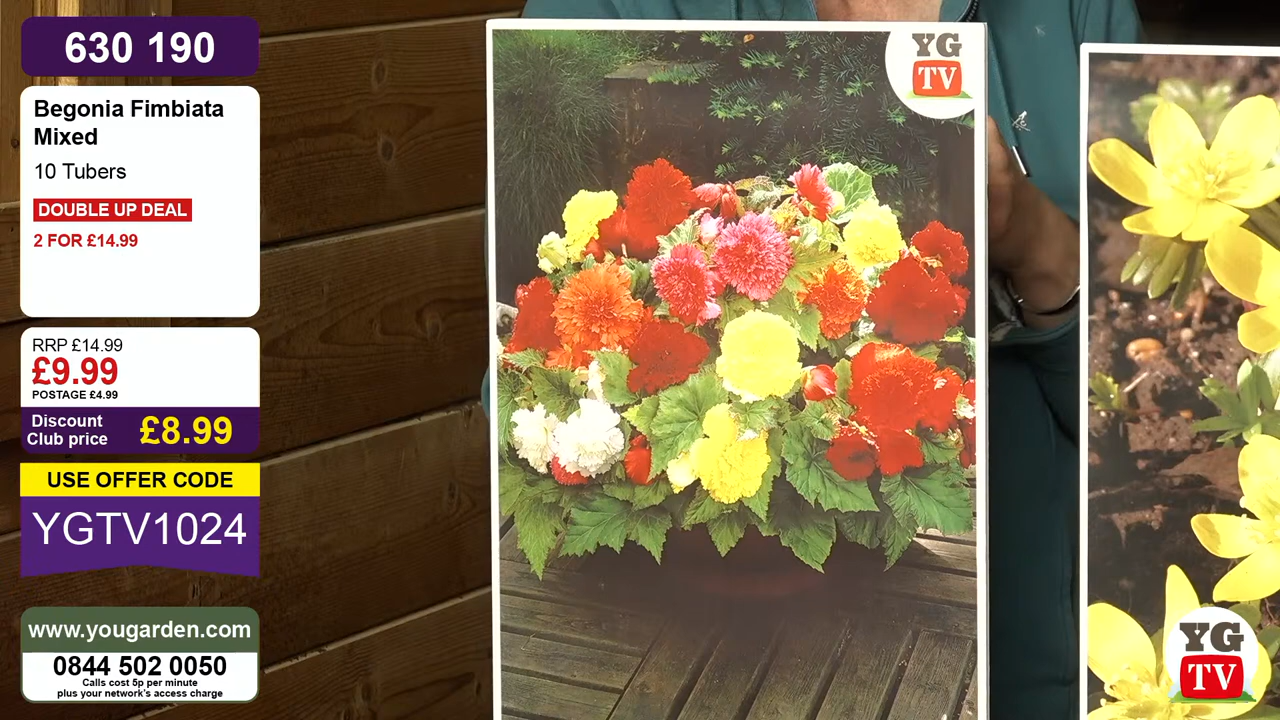 630 190
Begonia Fimbiata
Mixed
10 Tubers
DOUBLE UP DEAL
2 FOR £14.99
RRP £14.99
£9.99
POSTAGE £4.99
Discount
Club price
£8.99
USE OFFER CODE
YGTV1024
www.yougarden.com
0844 502 0050
Calls cost 5p per minute
plus your network's access charge
YG
TV
YG
TV